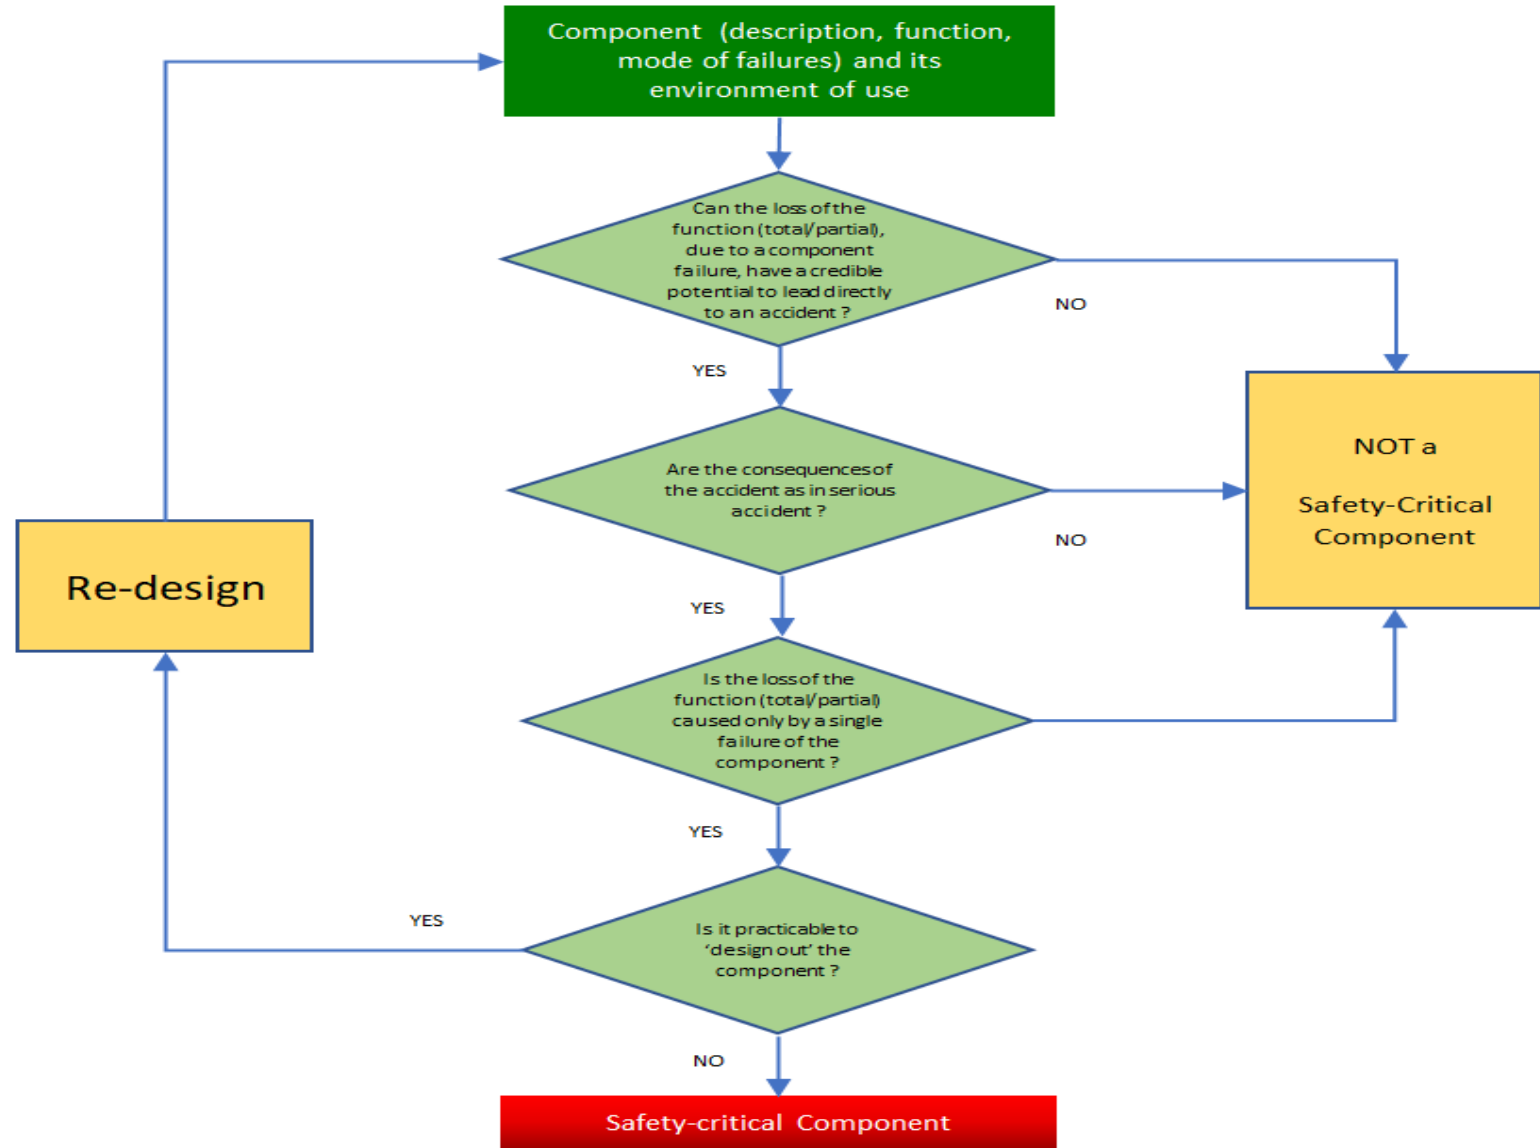 Component (description, function,
mode of failures) and its
environment of use
Can the loss of the
function (total/partial),
due to a component
failure, have a credible
potential to lead directly
to an accident ?
NO
YES
Are the consequences of
the accident as in serious
accident ?
NO
NOT a
Safety-Critical
Component
Re-design
YES
Is the loss of the
function (total/partial)
caused only by a single
failure of the
component ?
YES
YES
Is it practicable to
‘design out’ the
component ?
NO
Safety-critical Component